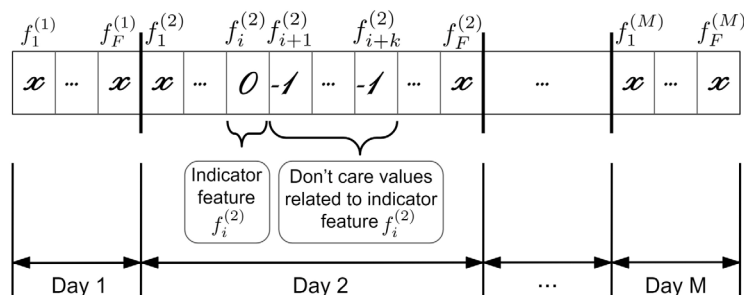 f_1^{(1)} f_F^{(1)} f_1^{(2)} f_i^{(2)} f_{i+1}^{(2)} f_{i+k}^{(2)} f_F^{(2)} f_1^{(M)} f_F^{(M)}
x ... x x ... 0 -1 ... -1 ... x ... x ... x
Indicator
feature
f_i^{(2)}
Don't care values
related to indicator
feature f_i^{(2)}
Day 1 Day 2 ... Day M